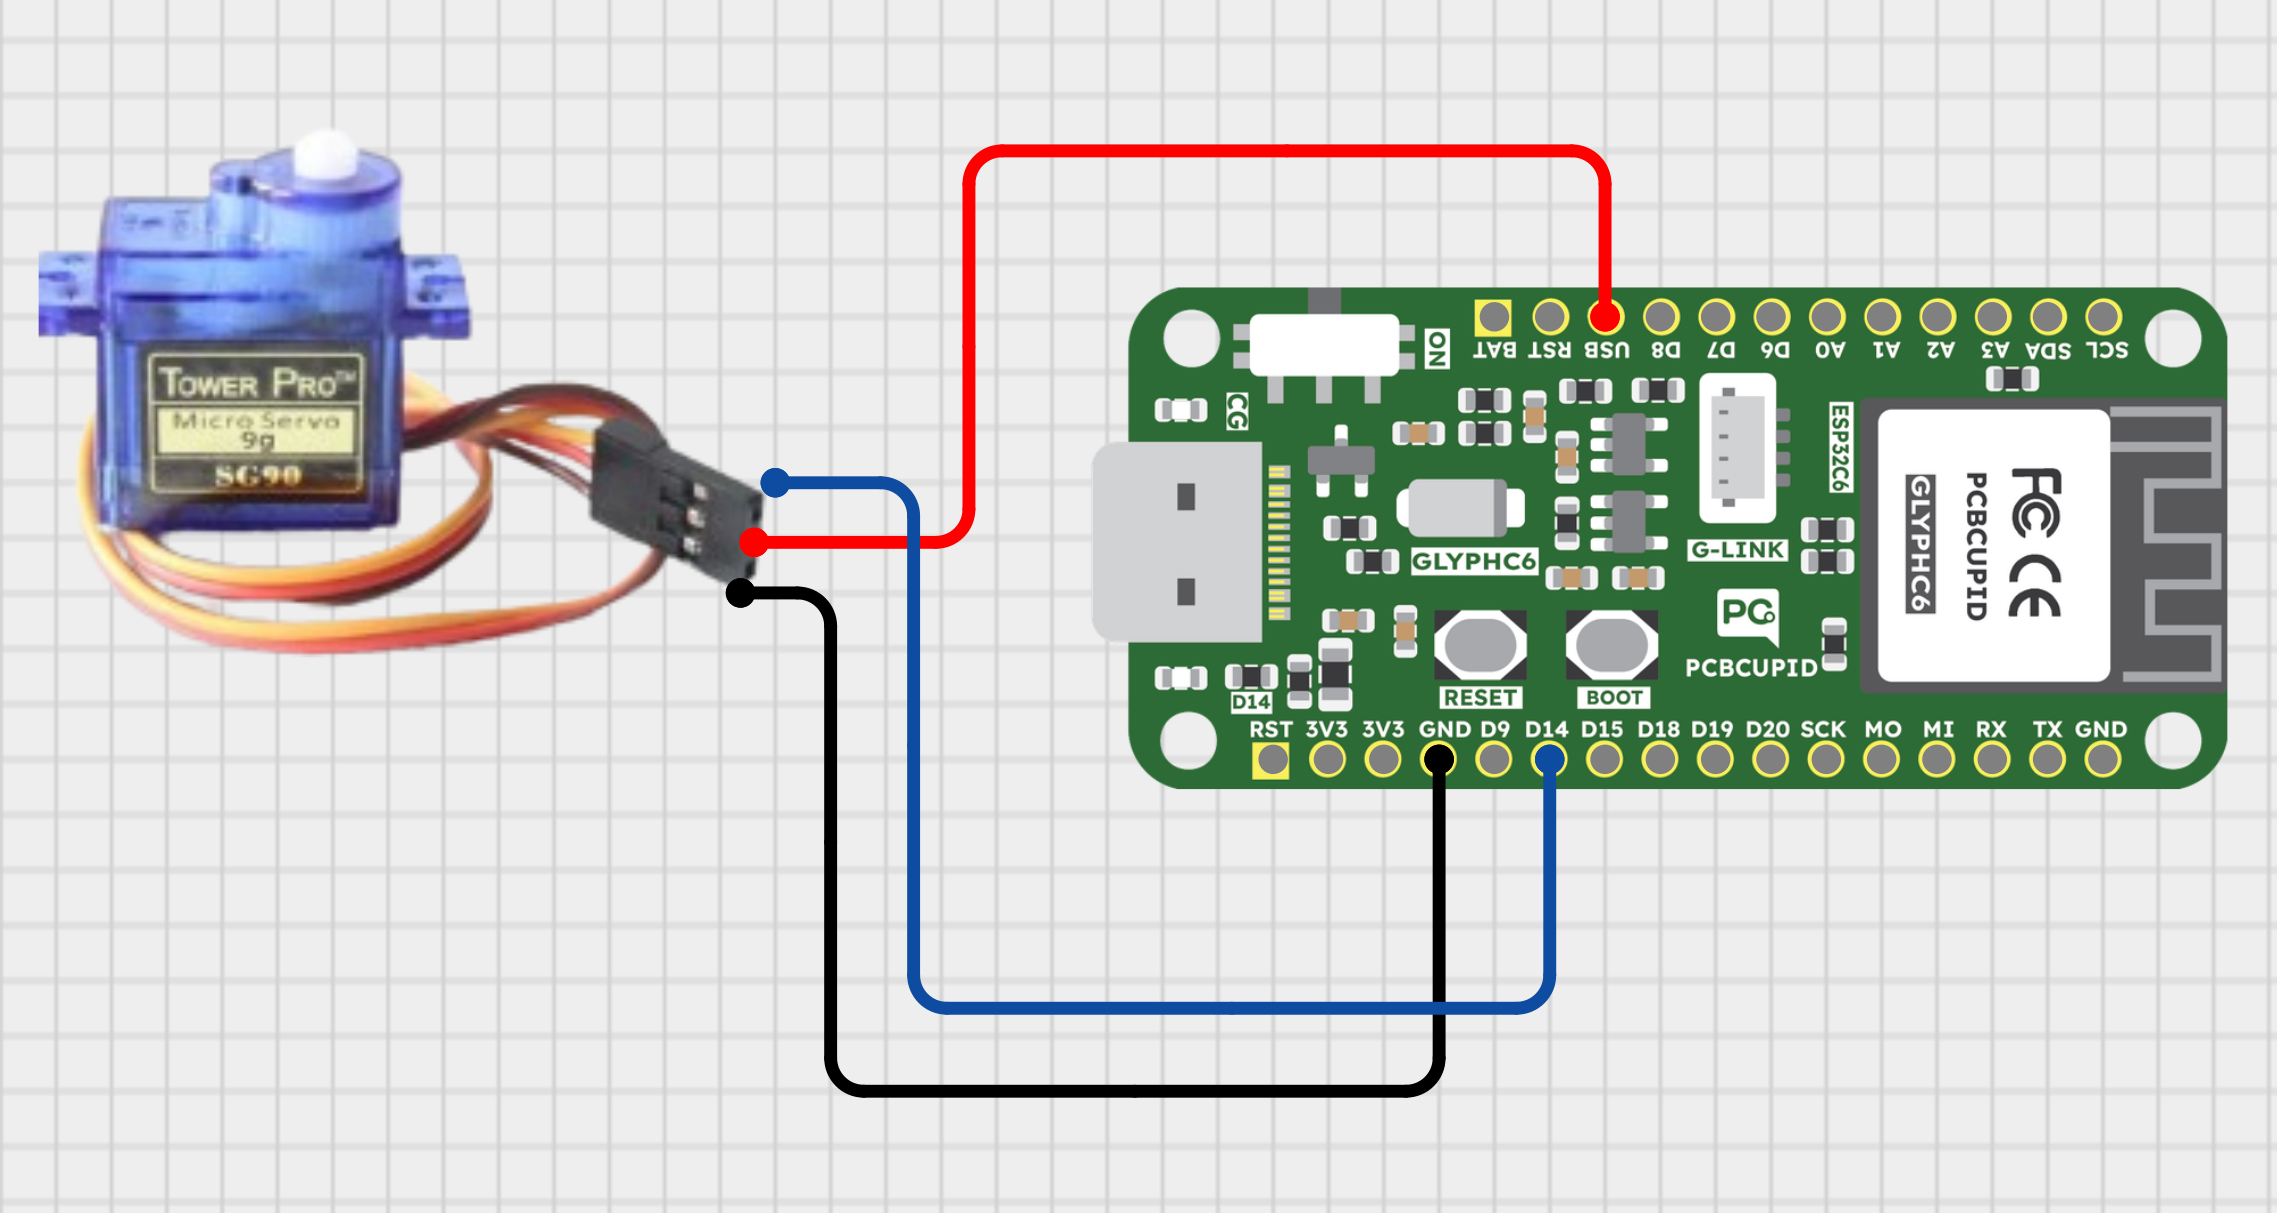 TOWER PRO™
Micro Servo
9g
SG90
ON
CG
BAT RST USB D8 D7 D6 A0 A1 A2 A3 SDA SCL
ESP32C6
GLYPHC6
G-LINK
GLYPHC6
PCBCUPID
FC CE
PC
PCBCUPID
RESET
BOOT
D14
RST 3V3 3V3 GND D9 D14 D15 D18 D19 D20 SCK MO MI RX TX GND